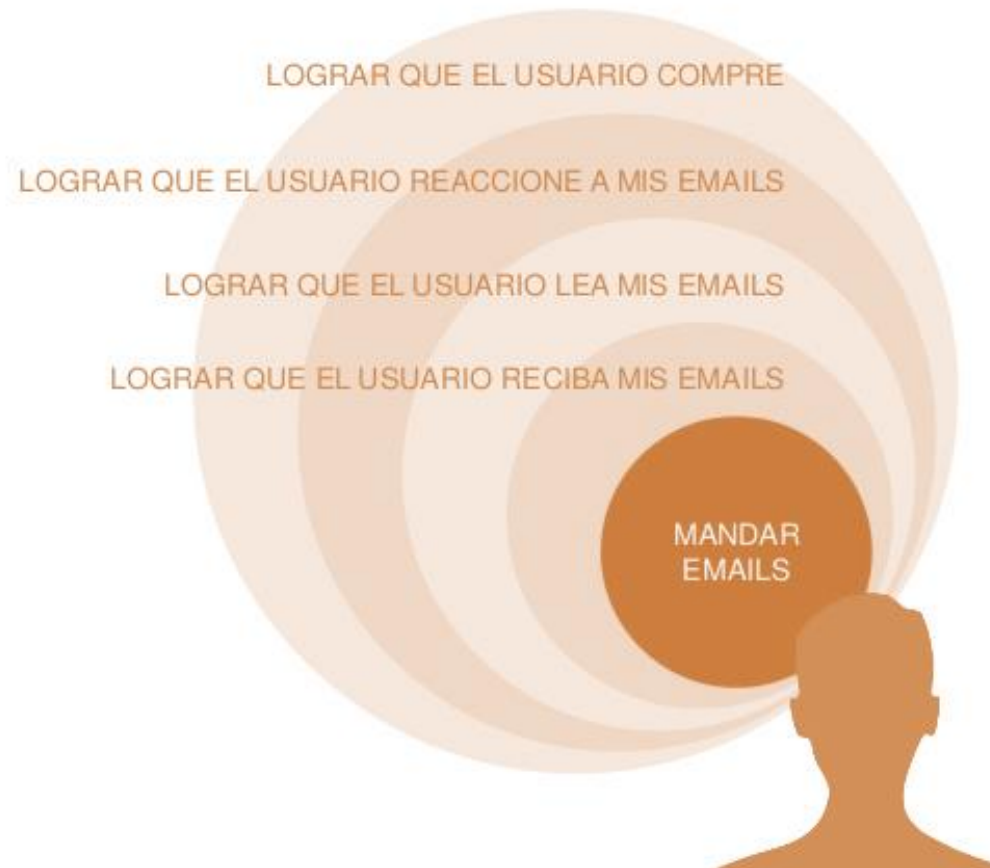 LOGRAR QUE EL USUARIO COMPRE
LOGRAR QUE EL USUARIO REACCIONE A MIS EMAILS
LOGRAR QUE EL USUARIO LEA MIS EMAILS
LOGRAR QUE EL USUARIO RECIBA MIS EMAILS
MANDAR
EMAILS